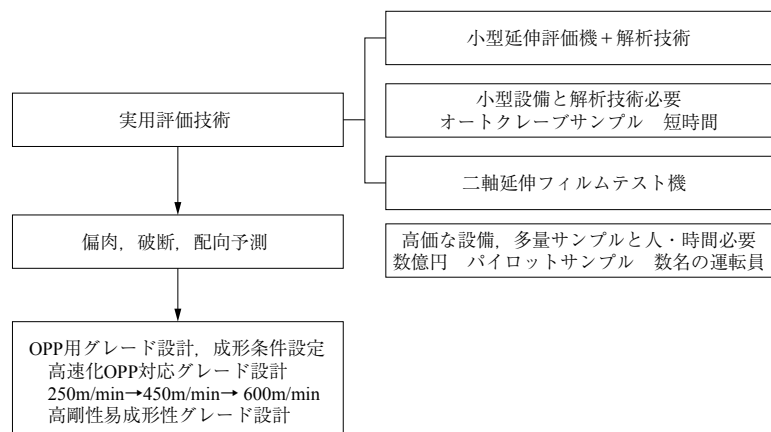 小型延伸評価機＋解析技術
実用評価技術
小型設備と解析技術必要
オートクレーブサンプル　短時間
二軸延伸フィルムテスト機
偏肉，破断，配向予測
高価な設備，多量サンプルと人・時間必要
数億円　パイロットサンプル　数名の運転員
OPP用グレード設計，成形条件設定
高速化OPP対応グレード設計
250m/min→450m/min→ 600m/min
高剛性易成形性グレード設計